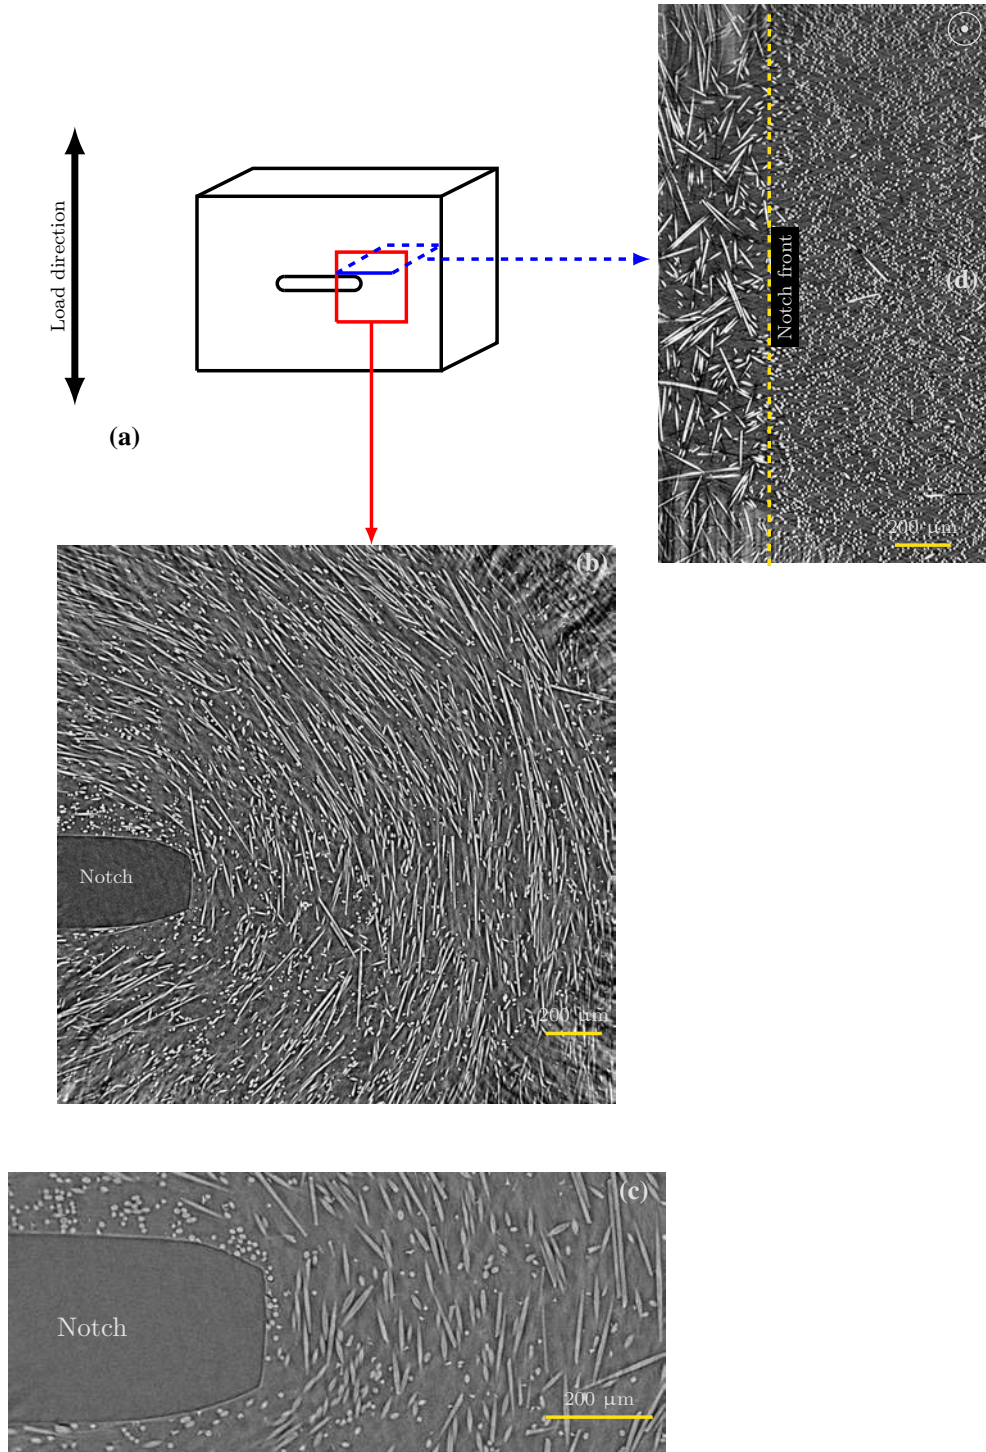 Load direction
(a)
Notch front
(d)
200 µm
(b)
Notch
200 µm
(c)
Notch
200 µm